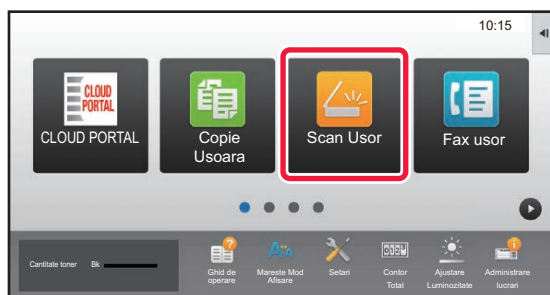 10:15
CLOUD
PORTAL
CLOUD PORTAL
Copie
Usoara
Scan Usor
Fax usor
Cantitate toner Bk
Ghid de
operare
Mareste Mod
Afisare
Setari
Contor
Total
Ajustare
Luminozitate
Administrare
lucrari